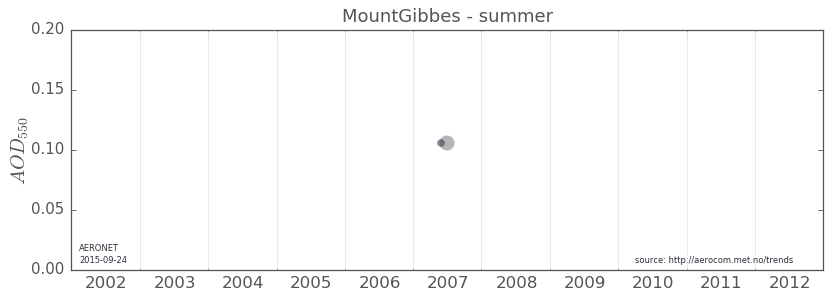 MountGibbes - summer
0.20
0.15
0.10
0.05
0.00
AOD550
AERONET
2015-09-24
source: http://aerocom.met.no/trends
2002 2003 2004 2005 2006 2007 2008 2009 2010 2011 2012